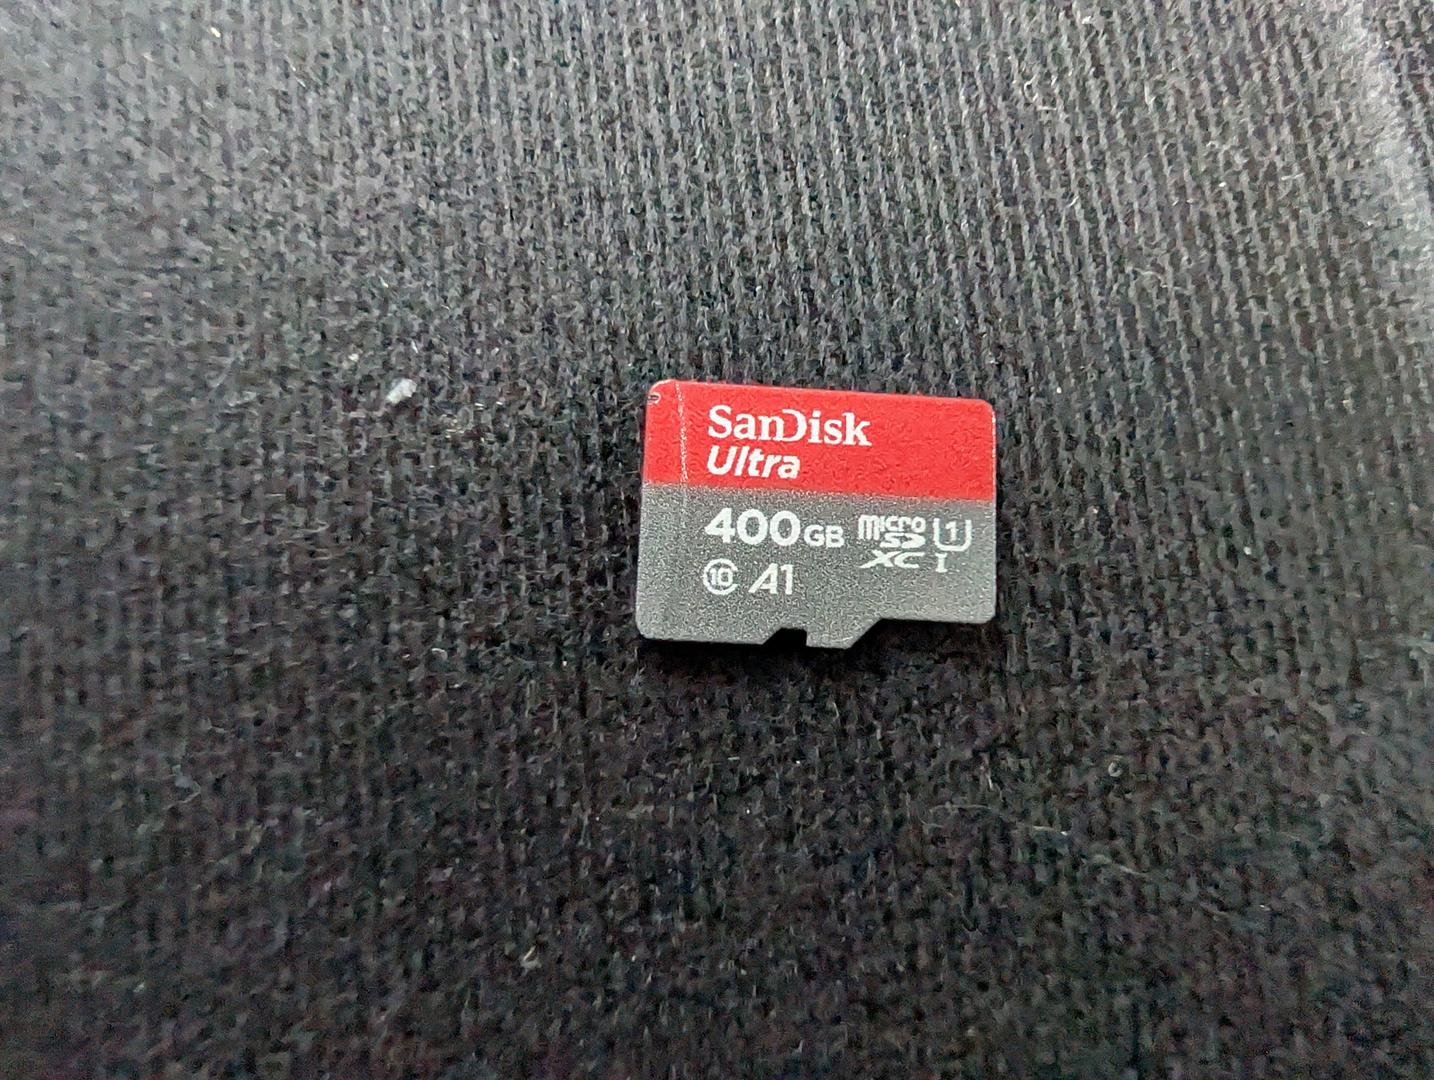 SanDisk
Ultra
400GB micro SD XC U1 I
10 A1